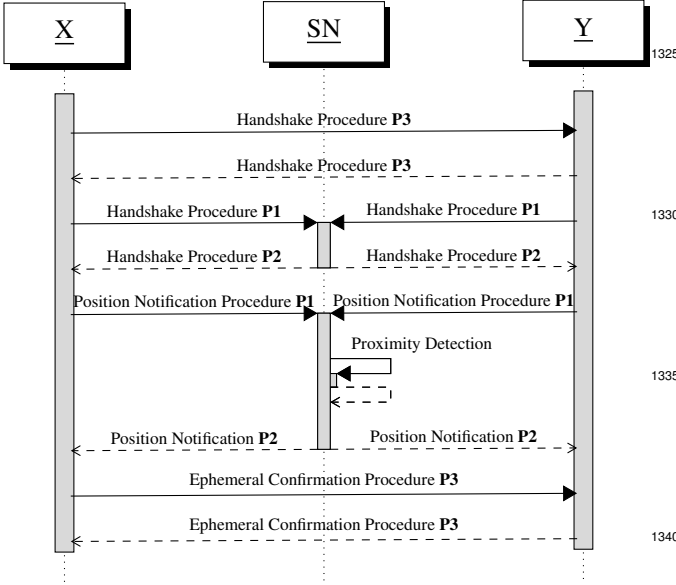 X
SN
Y
1325
Handshake Procedure P3
Handshake Procedure P3
Handshake Procedure P1
Handshake Procedure P1
1330
Handshake Procedure P2
Handshake Procedure P2
Position Notification Procedure P1
Position Notification Procedure P1
Proximity Detection
1335
Position Notification P2
Position Notification P2
Ephemeral Confirmation Procedure P3
Ephemeral Confirmation Procedure P3
1340